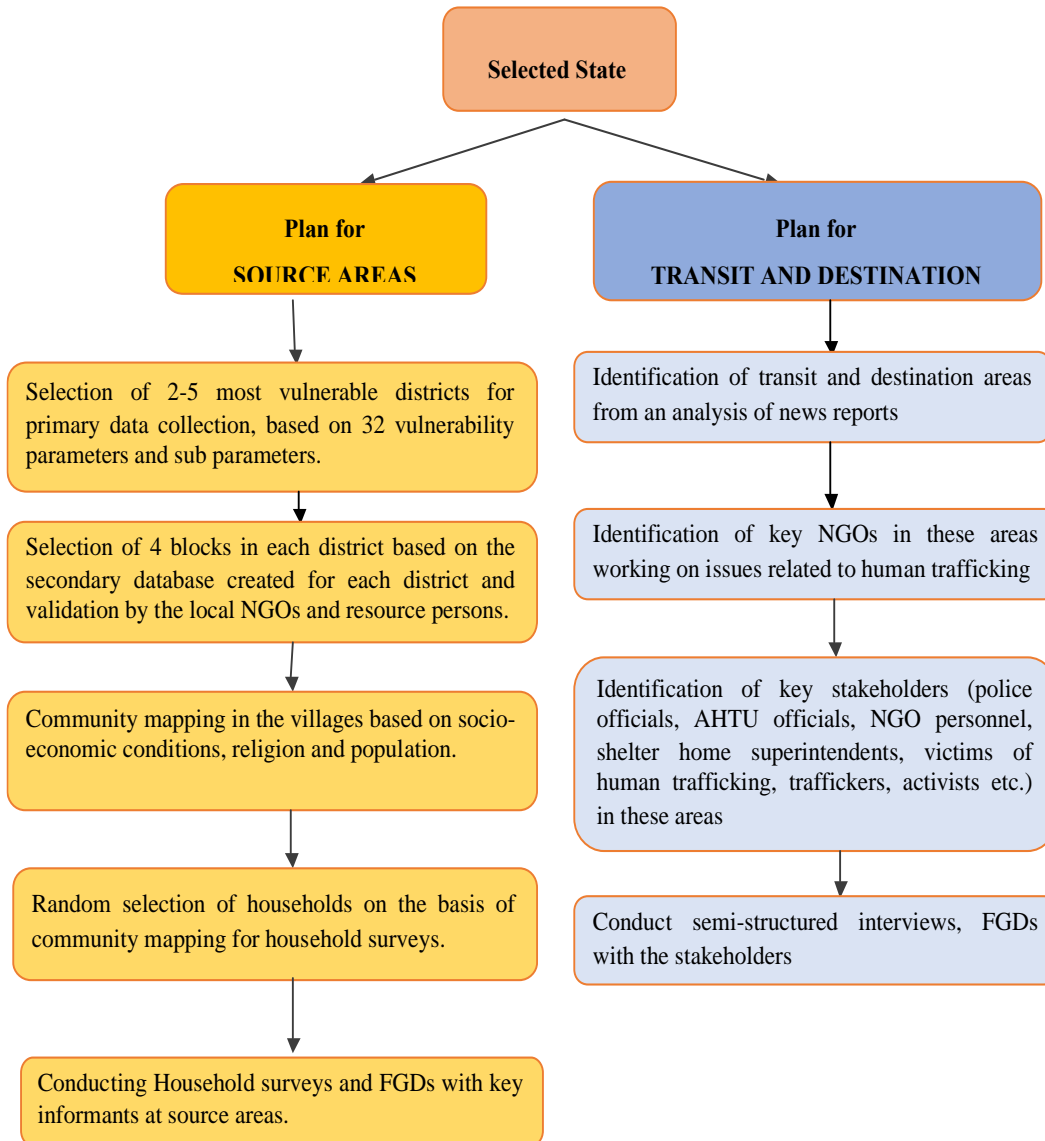 Selected State
Plan for
SOURCE AREAS
Plan for
TRANSIT AND DESTINATION
Selection of 2-5 most vulnerable districts for
primary data collection, based on 32 vulnerability
parameters and sub parameters.
Selection of 4 blocks in each district based on the
secondary database created for each district and
validation by the local NGOs and resource persons.
Community mapping in the villages based on socio-
economic conditions, religion and population.
Random selection of households on the basis of
community mapping for household surveys.
Conducting Household surveys and FGDs with key
informants at source areas.
Identification of transit and destination areas
from an analysis of news reports
Identification of key NGOs in these areas
working on issues related to human trafficking
Identification of key stakeholders (police
officials, AHTU officials, NGO personnel,
shelter home superintendents, victims of
human trafficking, traffickers, activists etc.)
in these areas
Conduct semi-structured interviews, FGDs
with the stakeholders